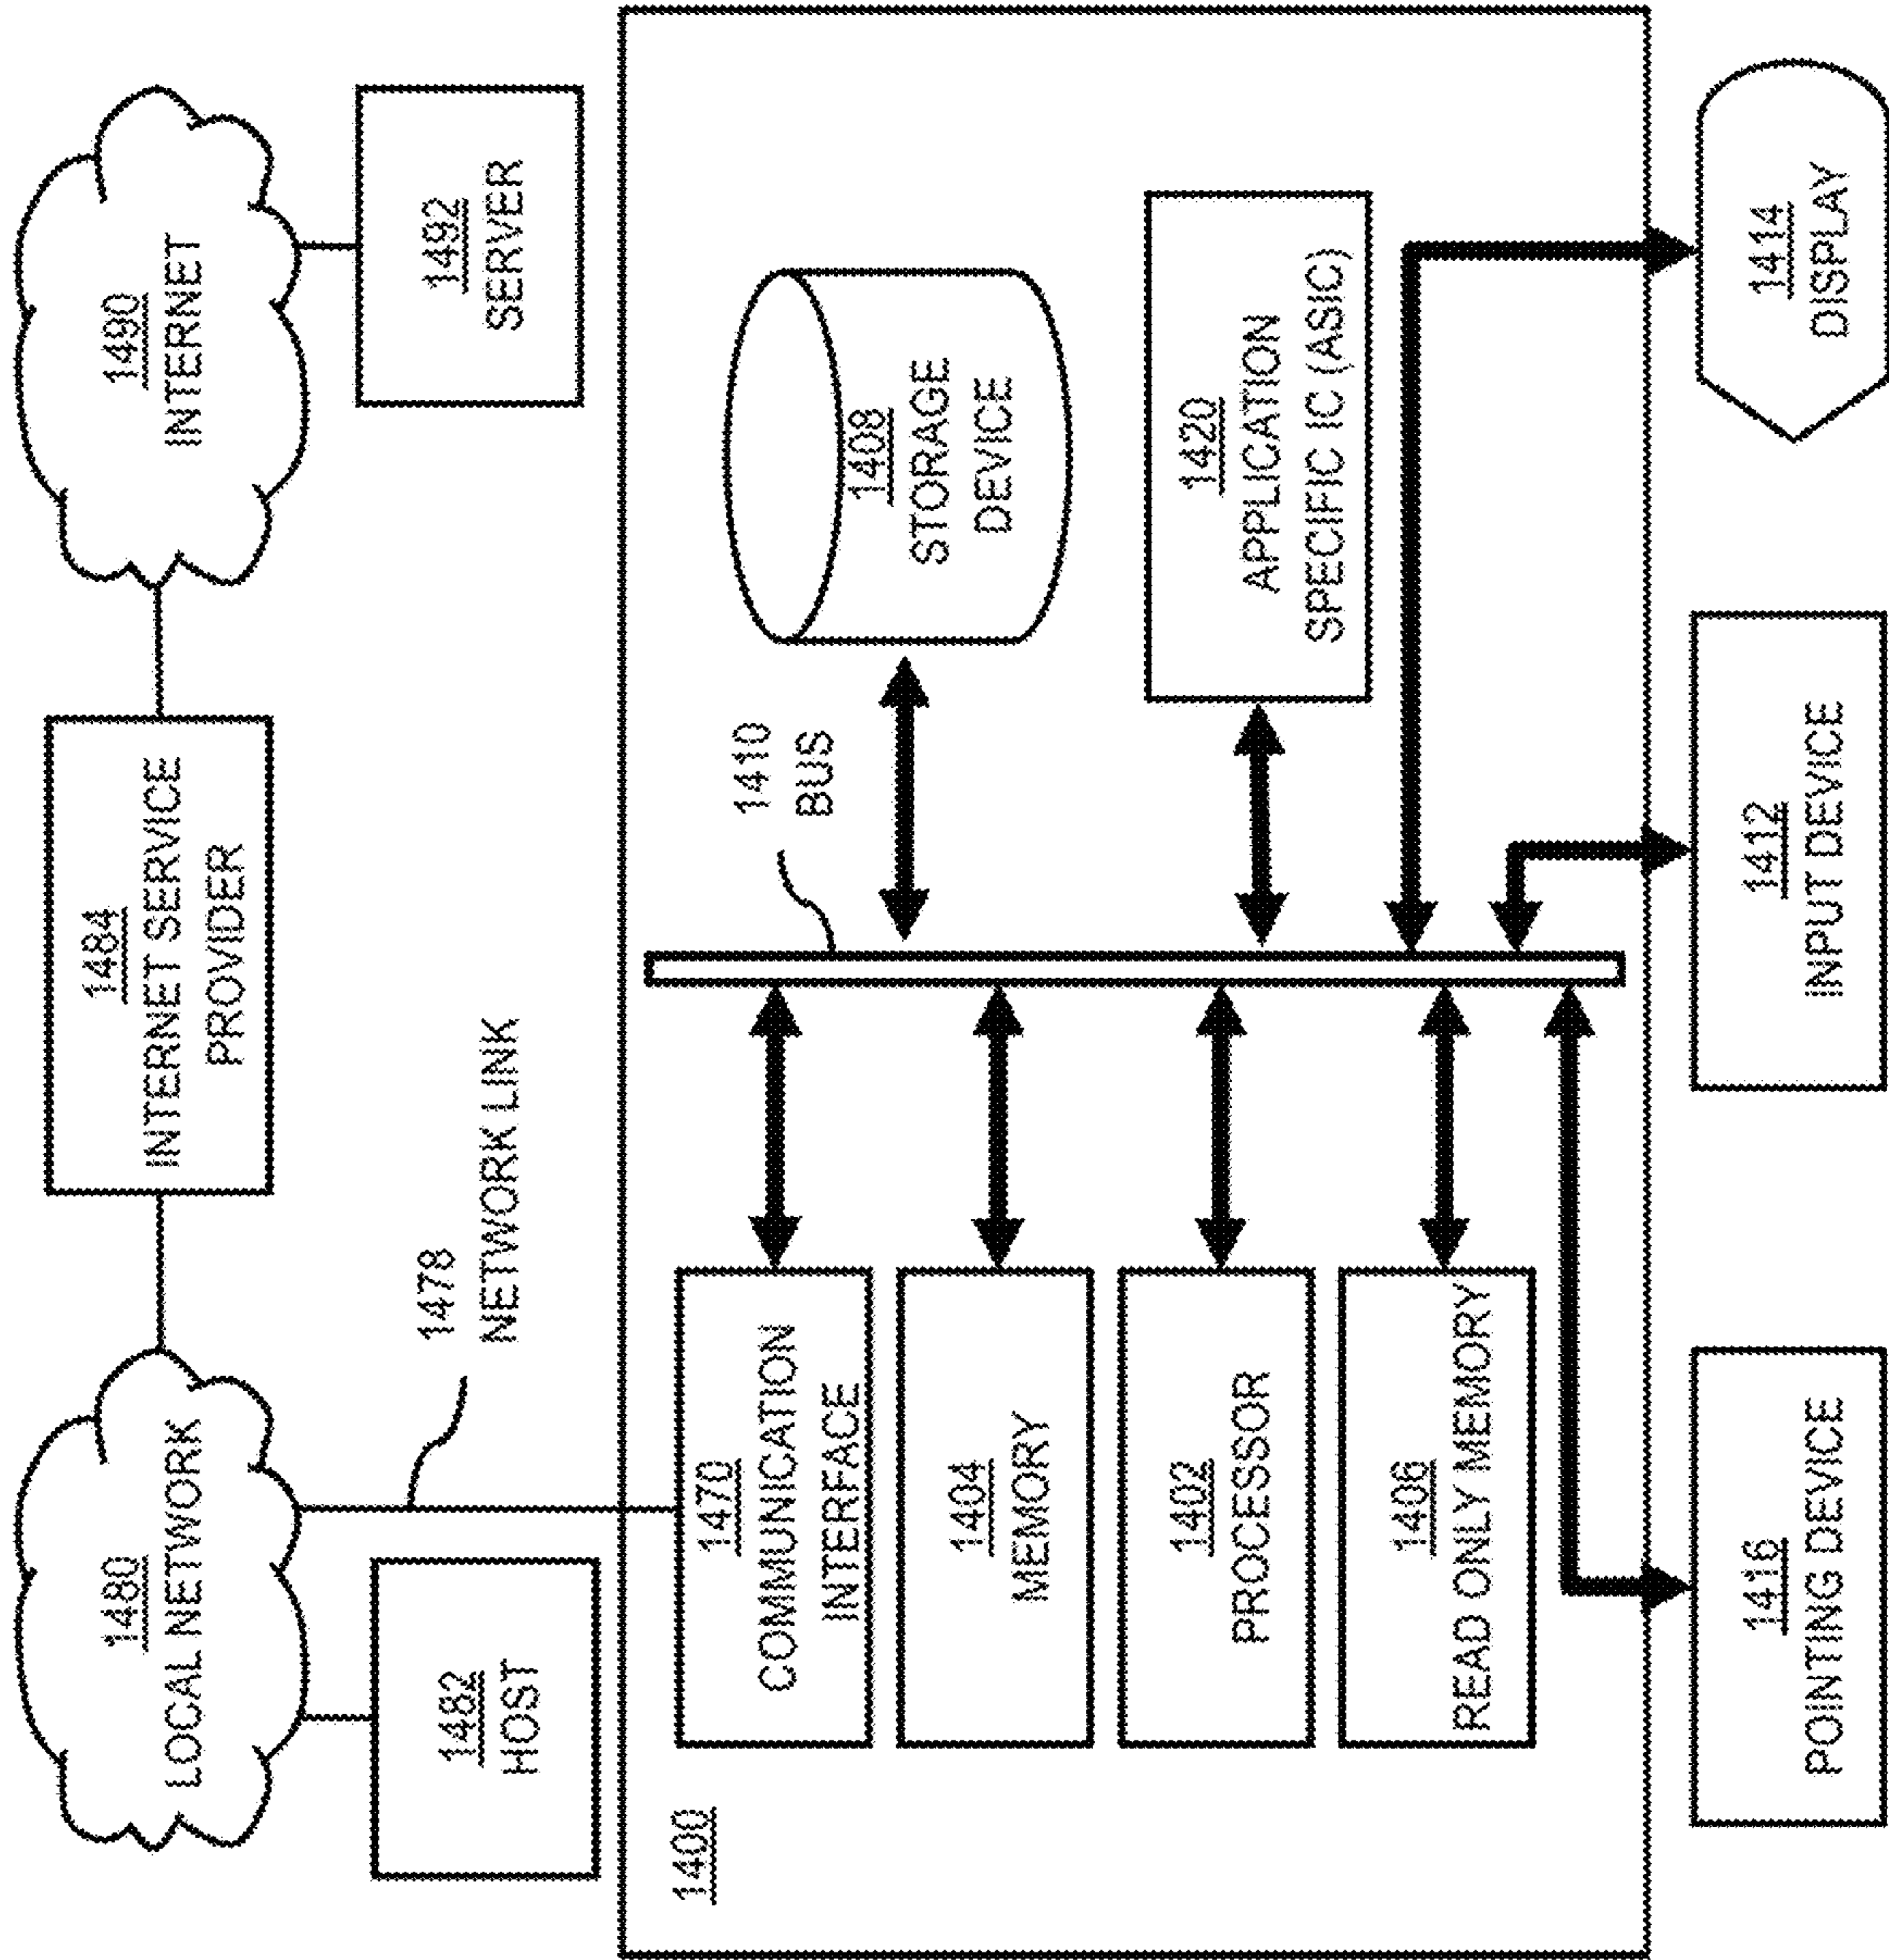 1480
LOCAL NETWORK
1484
INTERNET SERVICE
PROVIDER
1490
INTERNET
1482
HOST
1478
NETWORK LINK
1492
SERVER
1400
1470
COMMUNICATION
INTERFACE
1410
BUS
1404
MEMORY
1408
STORAGE
DEVICE
1402
PROCESSOR
1420
APPLICATION
SPECIFIC IC (ASIC)
1406
READ ONLY MEMORY
1416
POINTING DEVICE
1412
INPUT DEVICE
1414
DISPLAY